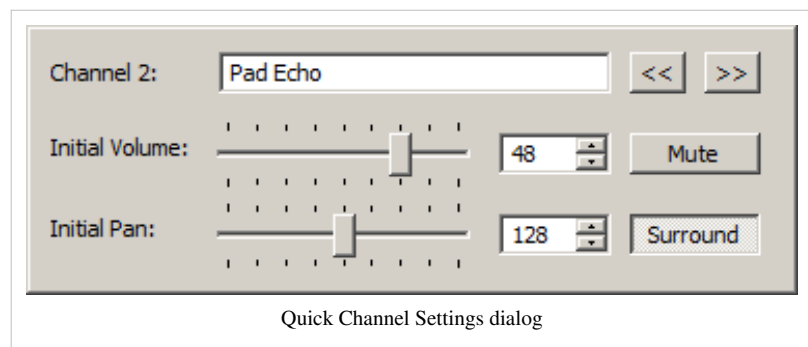 Channel 2: Pad Echo << >>
Initial Volume: 48 Mute
Initial Pan: 128 Surround
Quick Channel Settings dialog